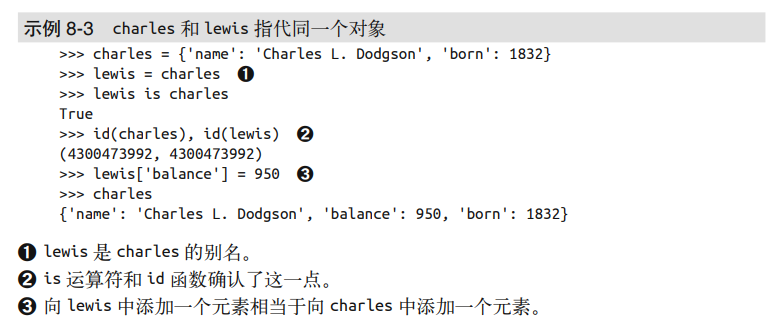 示例 8-3 charles 和 lewis 指代同一个对象
>>> charles = {'name': 'Charles L. Dodgson', 'born': 1832}
>>> lewis = charles ❶
>>> lewis is charles
True
>>> id(charles), id(lewis) ❷
(4300473992, 4300473992)
>>> lewis['balance'] = 950 ❸
>>> charles
{'name': 'Charles L. Dodgson', 'balance': 950, 'born': 1832}
❶ lewis 是 charles 的别名。
❷ is 运算符和 id 函数确认了这一点。
❸ 向 lewis 中添加一个元素相当于向 charles 中添加一个元素。